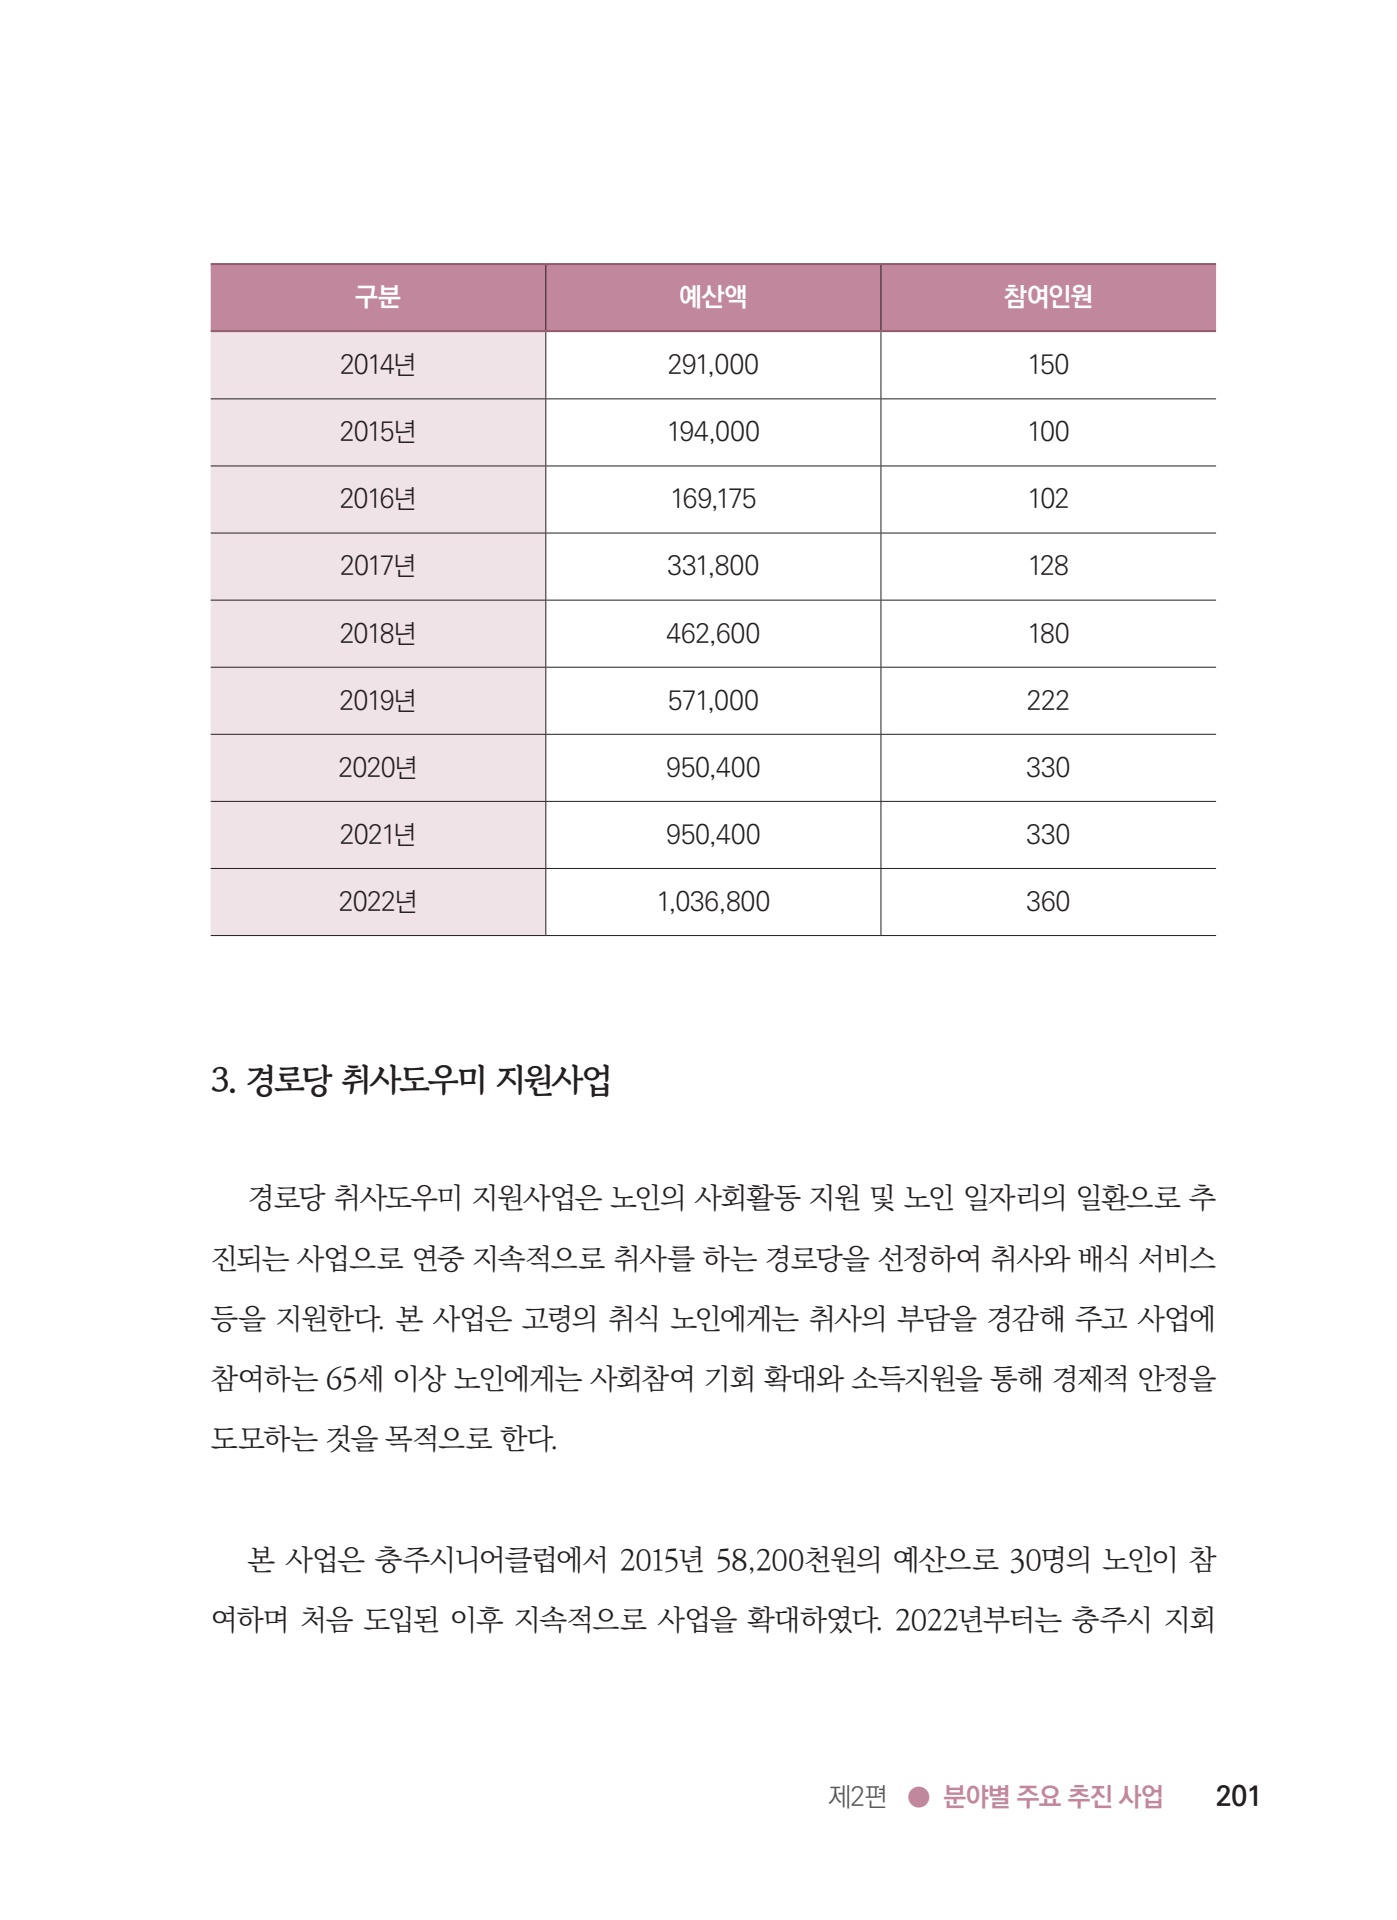 구분 예산액 참여인원
2014년 291,000 150
2015년 194,000 100
2016년 169,175 102
2017년 331,800 128
2018년 462,600 180
2019년 571,000 222
2020년 950,400 330
2021년 950,400 330
2022년 1,036,800 360
3. 경로당 취사도우미 지원사업
경로당 취사도우미 지원사업은 노인의 사회활동 지원 및 노인 일자리의 일환으로 추
진되는 사업으로 연중 지속적으로 취사를 하는 경로당을 선정하여 취사와 배식 서비스
등을 지원한다. 본 사업은 고령의 취식 노인에게는 취사의 부담을 경감해 주고 사업에
참여하는 65세 이상 노인에게는 사회참여 기회 확대와 소득지원을 통해 경제적 안정을
도모하는 것을 목적으로 한다.
본 사업은 충주시니어클럽에서 2015년 58,200천원의 예산으로 30명의 노인이 참
여하며 처음 도입된 이후 지속적으로 사업을 확대하였다. 2022년부터는 충주시 지회
제2편 ● 분야별 주요 추진 사업 201